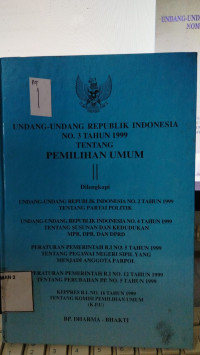 UNDANG-UND
NOM
1
UNDANG-UNDANG REPUBLIK INDONESIA
NO. 3 TAHUN 1999
TENTANG
PEMILIHAN UMUM
Dilengkapi
UNDANG-UNDANG REPUBLIK INDONESIA NO. 2 TAHUN 1999
TENTANG PARTAI POLITIK
UNDANG-UNDANG REPUBLIK INDONESIA NO. 4 TAHUN 1999
TENTANG SUSUNAN DAN KEDUDUKAN
MPR, DPR, DAN DPRD
PERATURAN PEMERINTAH R.I NO. 5 TAHUN 1999
TENTANG PEGAWAI NEGERI SIPIL YANG
MENJADI ANGGOTA PARPOL
PERATURAN PEMERINTAH R.I NO. 12 TAHUN 1999
TENTANG PERUBAHAN PP NO. 5 TAHUN 1999
KEPPRES R.I. NO. 16 TAHUN 1999
TENTANG KOMISI PEMILIHAN UMUM
(K.P.U)
BP. DHARMA - BHAKTI